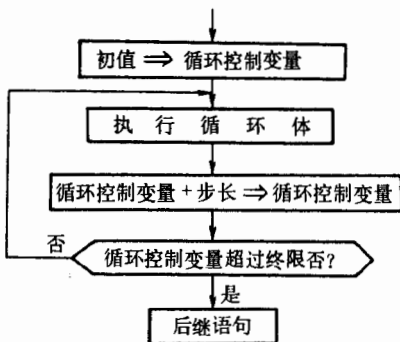 初值⇒循环控制变量
执行循环体
循环控制变量+步长⇒循环控制变量
否
循环控制变量超过终限否?
是
后继语句